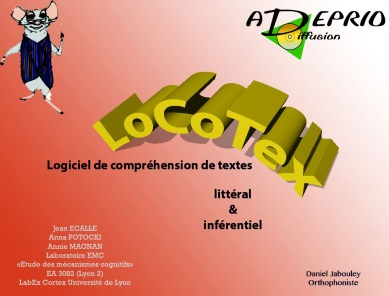 ADEPRIO
Diffusion
LoCoTex
Logiciel de compréhension de textes
littéral
&
inférentiel
Jean ECALLE
Anna POTOCKI
Annie MAGNAN
Laboratoire EMC
«Etude des mécanismes cognitifs»
EA 3082 (Lyon 2)
LabEx Cortex Université de Lyon
Daniel Jabouley
Orthophoniste